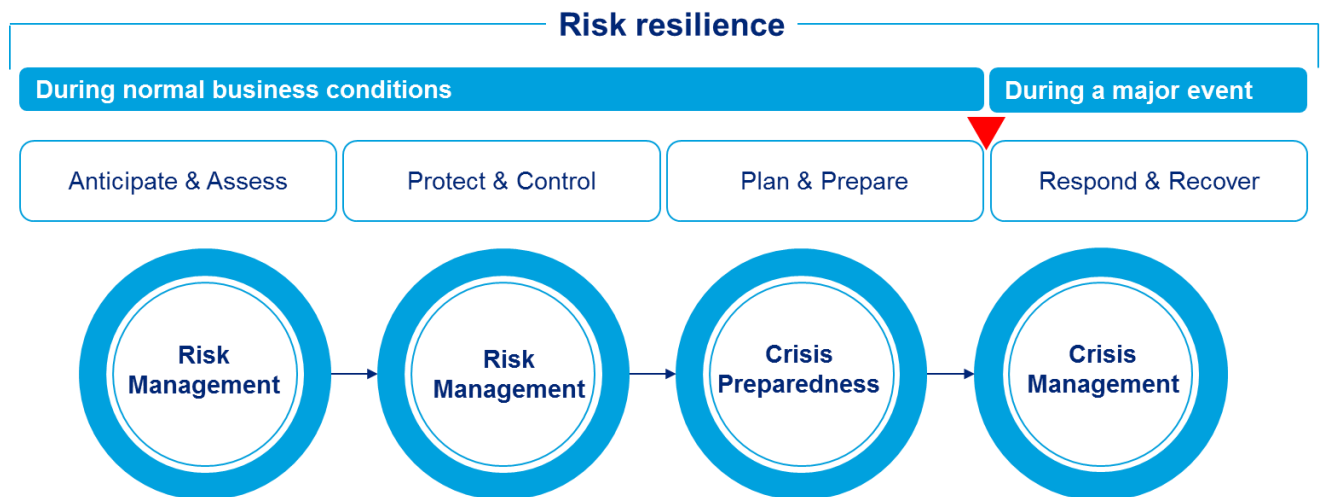 Risk resilience
During normal business conditions
During a major event
Anticipate & Assess
Protect & Control
Plan & Prepare
Respond & Recover
Risk
Management
Risk
Management
Crisis
Preparedness
Crisis
Management